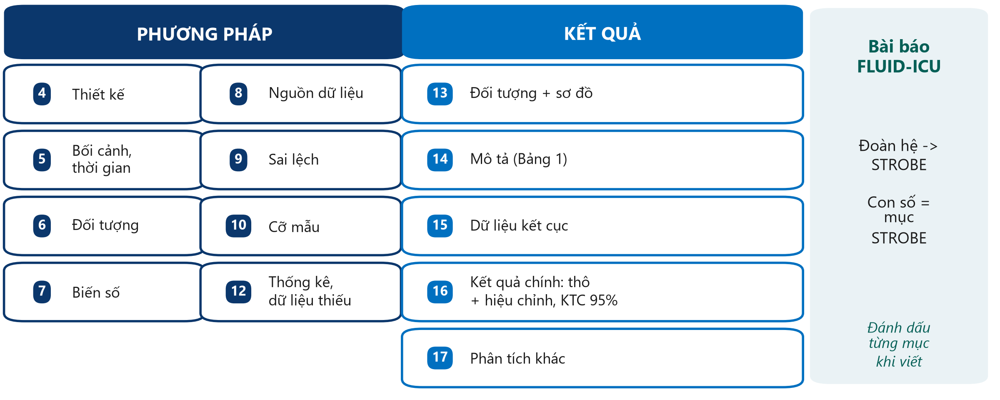 PHƯƠNG PHÁP
KẾT QUẢ
4 Thiết kế
8 Nguồn dữ liệu
13 Đối tượng + sơ đồ
5 Bối cảnh,
thời gian
9 Sai lệch
14 Mô tả (Bảng 1)
6 Đối tượng
10 Cỡ mẫu
15 Dữ liệu kết cục
7 Biến số
12 Thống kê,
dữ liệu thiếu
16 Kết quả chính: thô
+ hiệu chỉnh, KTC 95%
17 Phân tích khác
Bài báo
FLUID-ICU
Đoàn hệ ->
STROBE
Con số =
mục
STROBE
Đánh dấu
từng mục
khi viết